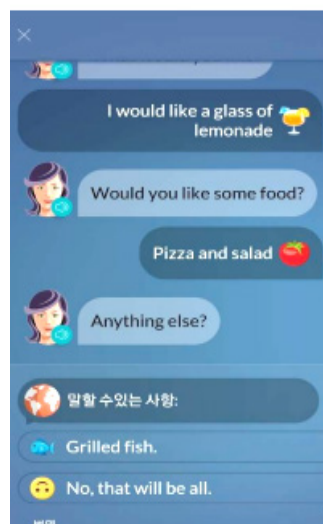 I would like a glass of
lemonade
Would you like some food?
Pizza and salad
Anything else?
말할 수있는 사항:
Grilled fish.
No, that will be all.